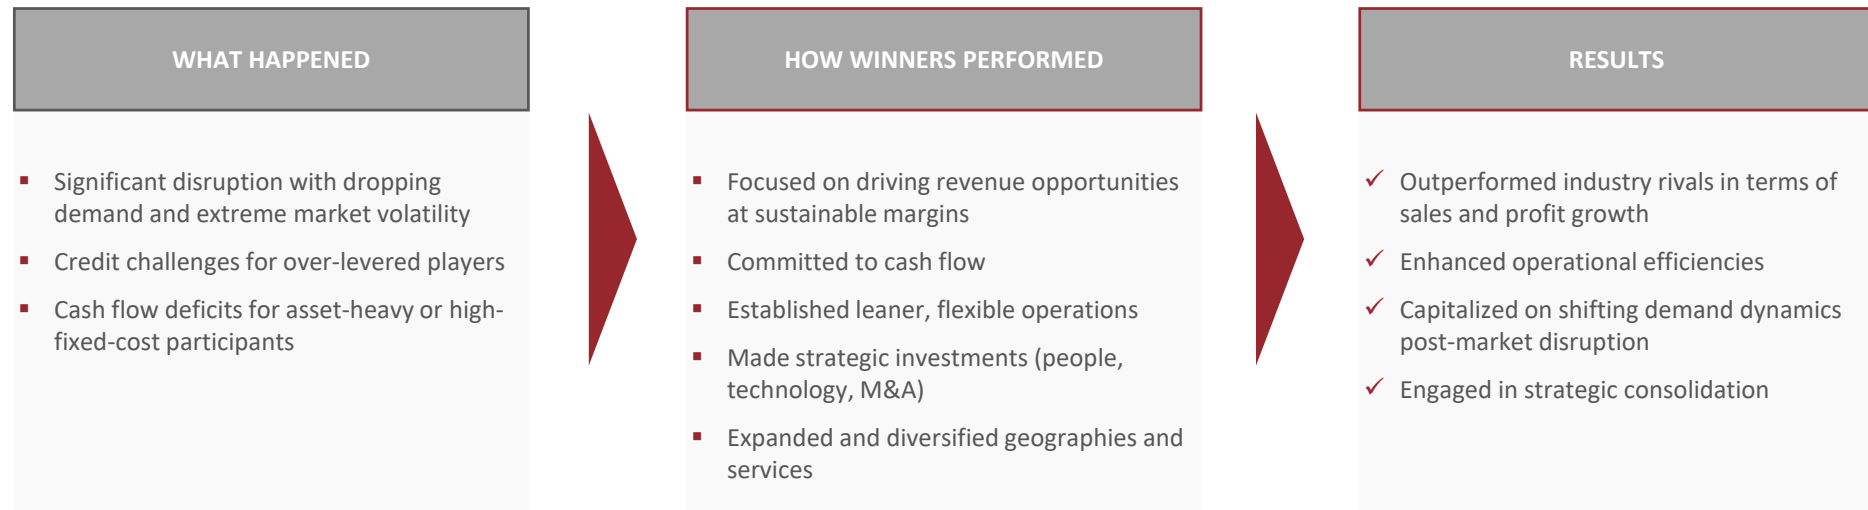 WHAT HAPPENED
Significant disruption with dropping
demand and extreme market volatility
Credit challenges for over-levered players
Cash flow deficits for asset-heavy or high-
fixed-cost participants
HOW WINNERS PERFORMED
Focused on driving revenue opportunities
at sustainable margins
Committed to cash flow
Established leaner, flexible operations
Made strategic investments (people,
technology, M&A)
Expanded and diversified geographies and
services
RESULTS
Outperformed industry rivals in terms of
sales and profit growth
Enhanced operational efficiencies
Capitalized on shifting demand dynamics
post-market disruption
Engaged in strategic consolidation